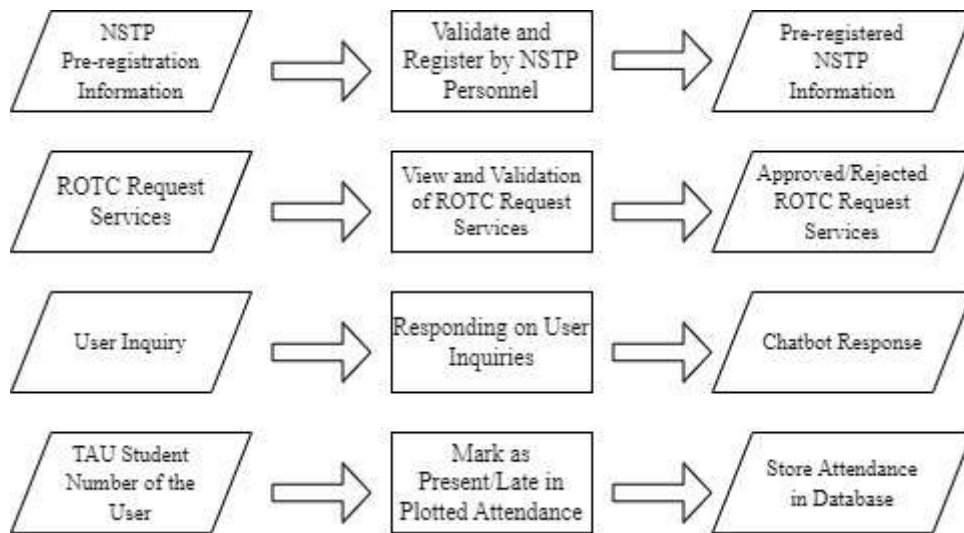 NSTP
Pre-registration
Information
Validate and
Register by NSTP
Personnel
Pre-registered
NSTP
Information
ROTC Request
Services
View and Validation
of ROTC Request
Services
Approved/Rejected
ROTC Request
Services
User Inquiry
Responding on User
Inquiries
Chatbot Response
TAU Student
Number of the
User
Mark as
Present/Late in
Plotted Attendance
Store Attendance
in Database